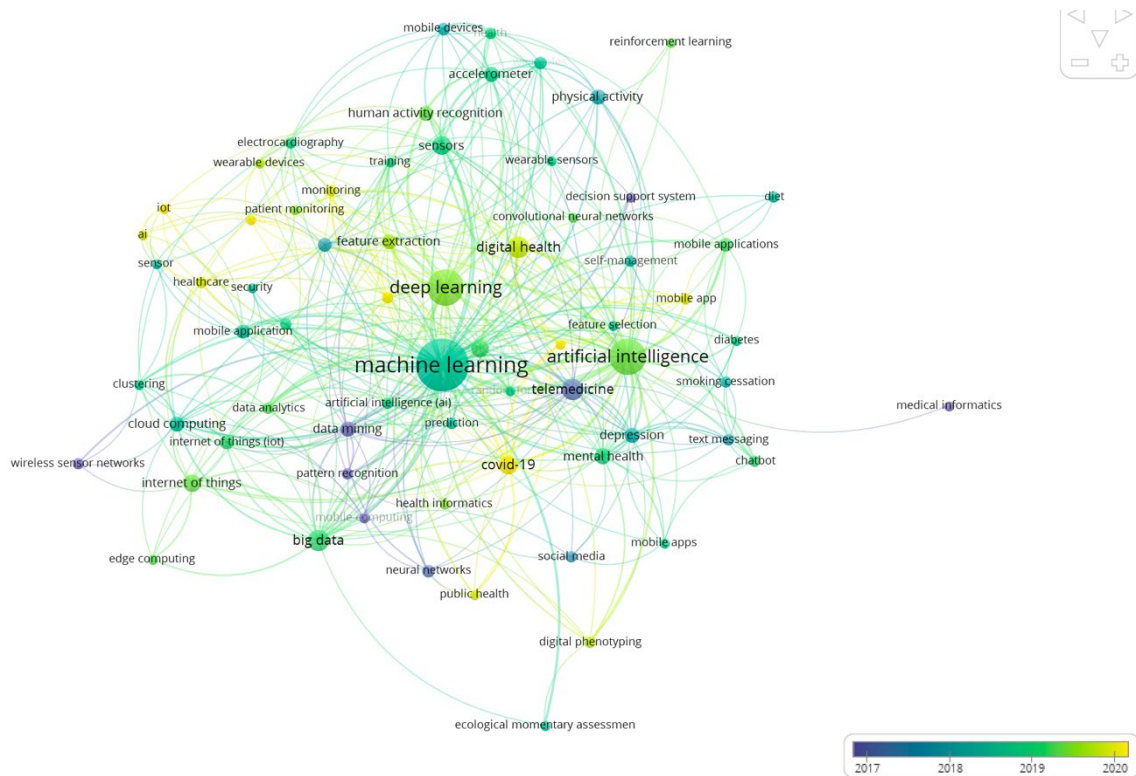 mobile devices
health
reinforcement learning
accelerometer
physical activity
human activity recognition
electrocardiography
sensors
wearable devices
training
wearable sensors
monitoring
decision support system
diet
iot
patient monitoring
convolutional neural networks
ai
feature extraction
digital health
mobile applications
sensor
self-management
healthcare
security
deep learning
mobile app
mobile application
feature selection
diabetes
machine learning
artificial intelligence
clustering
smoking cessation
telemedicine
artificial intelligence (ai)
medical informatics
data analytics
cloud computing
data mining
prediction
depression
text messaging
internet of things (iot)
wireless sensor networks
covid-19
mental health
chatbot
pattern recognition
internet of things
health informatics
mobile computing
big data
mobile apps
edge computing
neural networks
social media
public health
digital phenotyping
ecological momentary assessmen
2017 2018 2019 2020